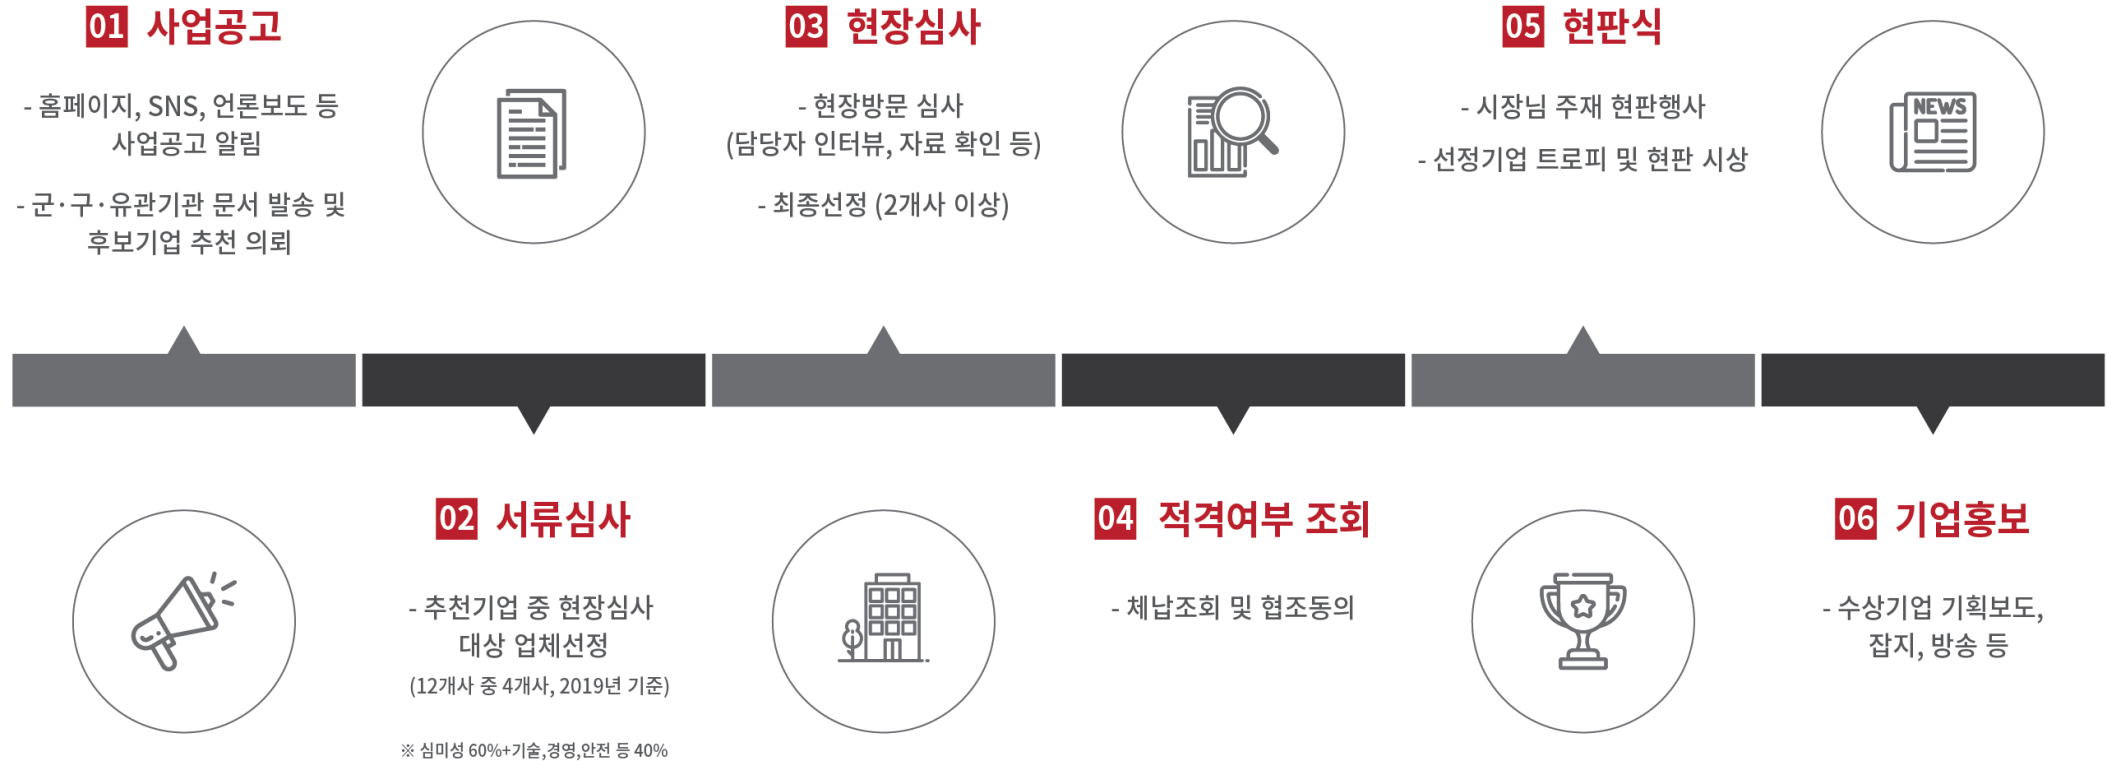 01 사업공고
- 홈페이지, SNS, 언론보도 등
사업공고 알림
- 군·구·유관기관 문서 발송 및
후보기업 추천 의뢰
02 서류심사
- 추천기업 중 현장심사
대상 업체선정
(12개사 중 4개사, 2019년 기준)
※ 심미성 60%+기술,경영,안전 등 40%
03 현장심사
- 현장방문 심사
(담당자 인터뷰, 자료 확인 등)
- 최종선정 (2개사 이상)
04 적격여부 조회
- 체납조회 및 협조동의
05 현판식
- 시장님 주재 현판행사
- 선정기업 트로피 및 현판 시상
NEWS
06 기업홍보
- 수상기업 기획보도,
잡지, 방송 등